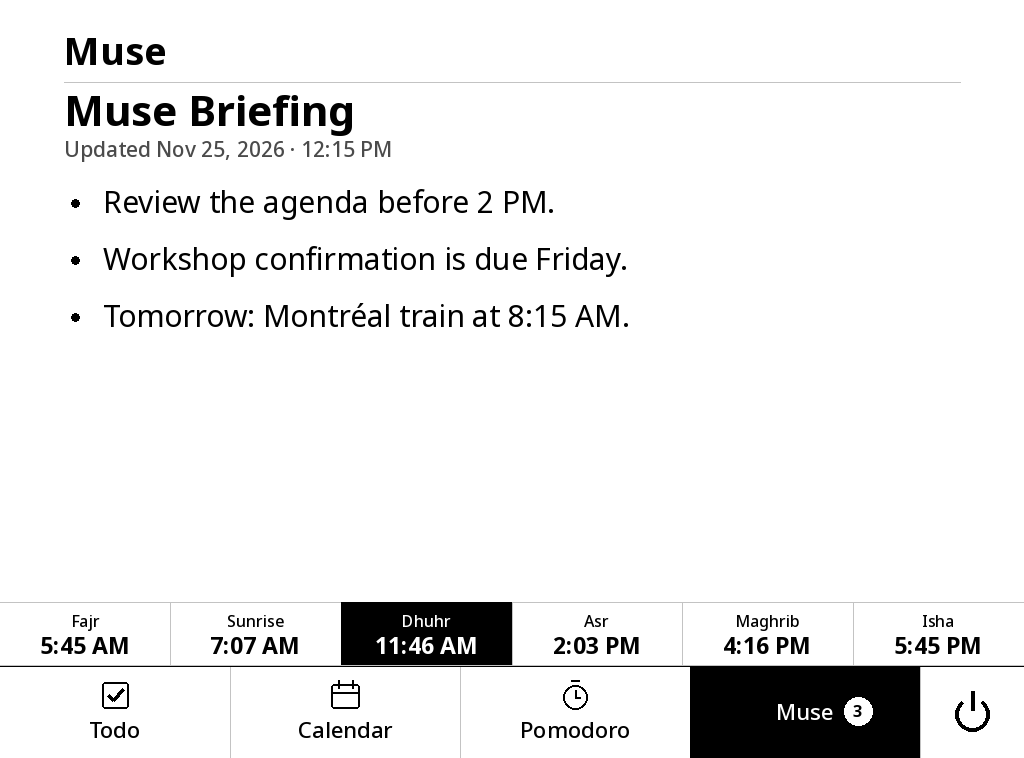 Muse
Muse Briefing
Updated Nov 25, 2026 · 12:15 PM
• Review the agenda before 2 PM.
• Workshop confirmation is due Friday.
• Tomorrow: Montréal train at 8:15 AM.
Fajr Sunrise Dhuhr Asr Maghrib Isha
5:45 AM 7:07 AM 11:46 AM 2:03 PM 4:16 PM 5:45 PM
Todo Calendar Pomodoro Muse 3